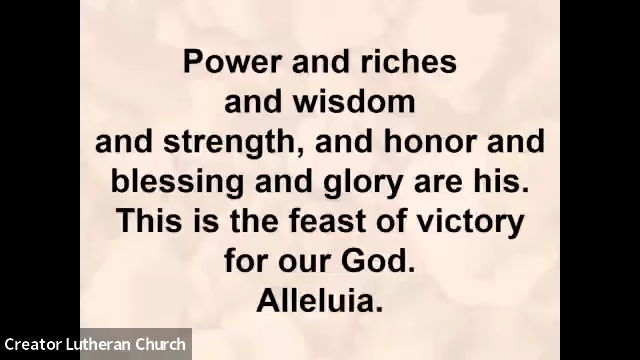 Power and riches
and wisdom
and strength, and honor and
blessing and glory are his.
This is the feast of victory
for our God.
Alleluia.
Creator Lutheran Church